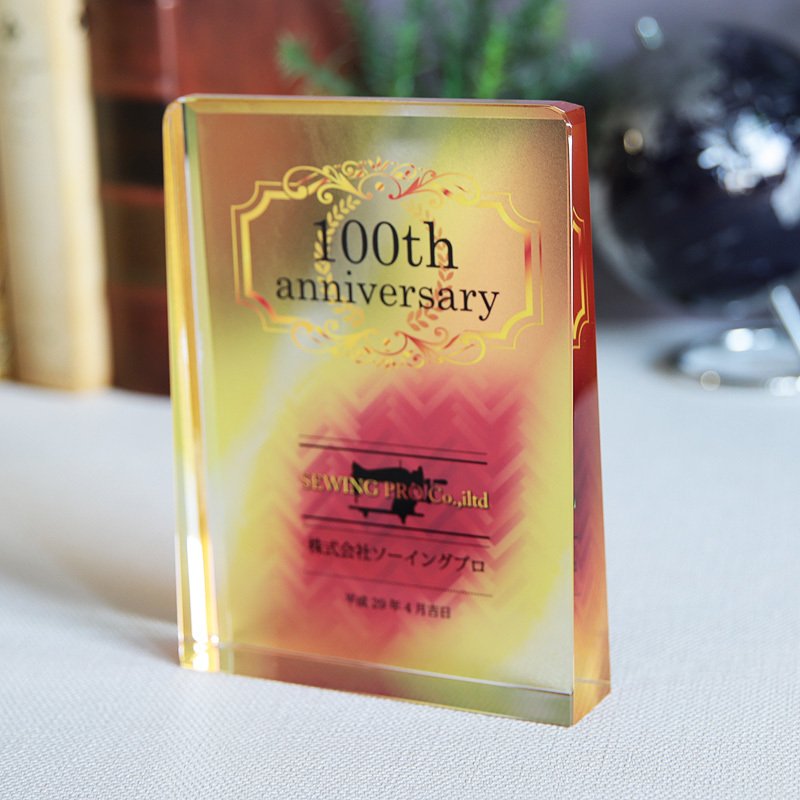 100th
anniversary
SEWING PRO Co.,iltd
株式会社ソーイングプロ
平成 29 年 4 月吉日